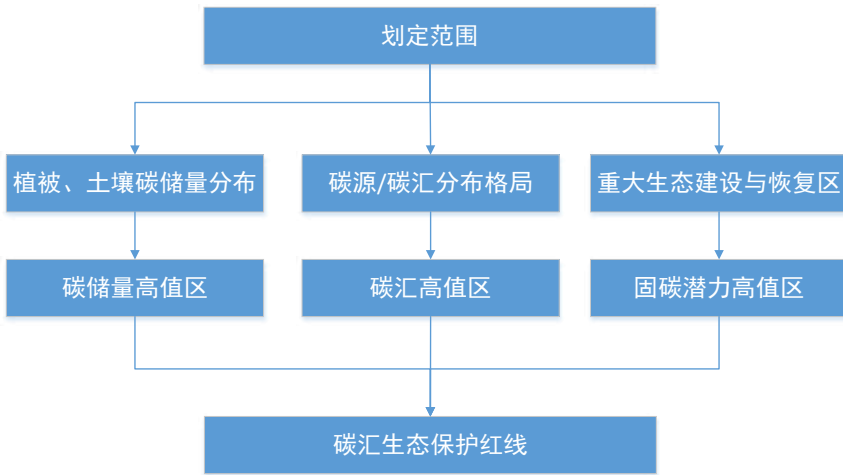 划定范围
植被、土壤碳储量分布
碳源/碳汇分布格局
重大生态建设与恢复区
碳储量高值区
碳汇高值区
固碳潜力高值区
碳汇生态保护红线